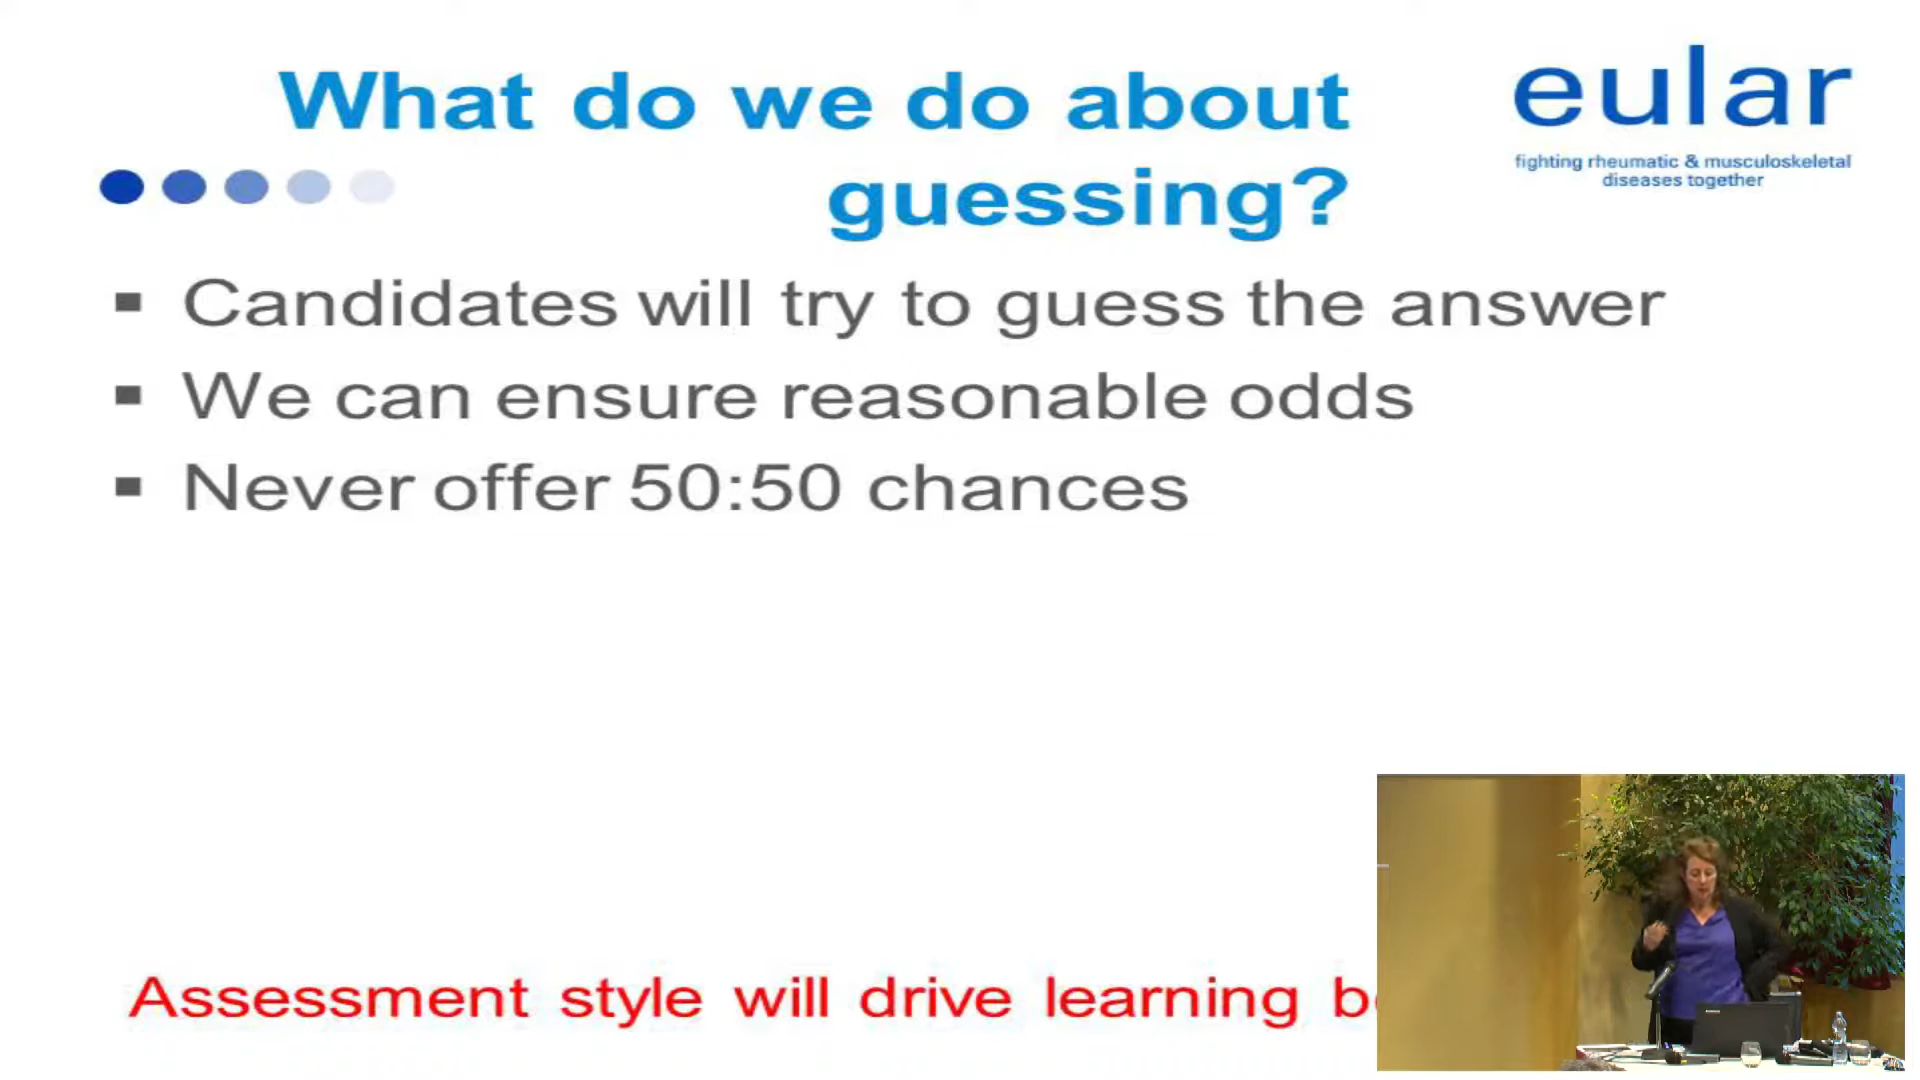 What do we do about
guessing?
eular
fighting rheumatic & musculoskeletal
diseases together
Candidates will try to guess the answer
We can ensure reasonable odds
Never offer 50:50 chances
Assessment style will drive learning